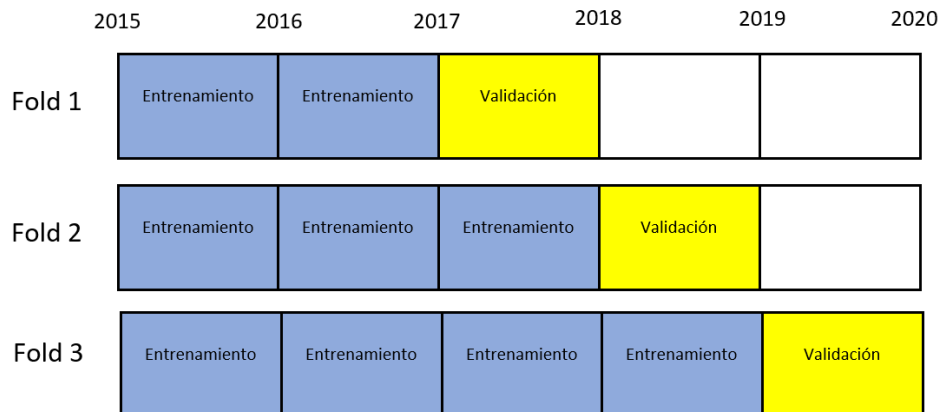 2015 2016 2017 2018 2019 2020
Fold 1 Entrenamiento Entrenamiento Validación
Fold 2 Entrenamiento Entrenamiento Entrenamiento Validación
Fold 3 Entrenamiento Entrenamiento Entrenamiento Entrenamiento Validación